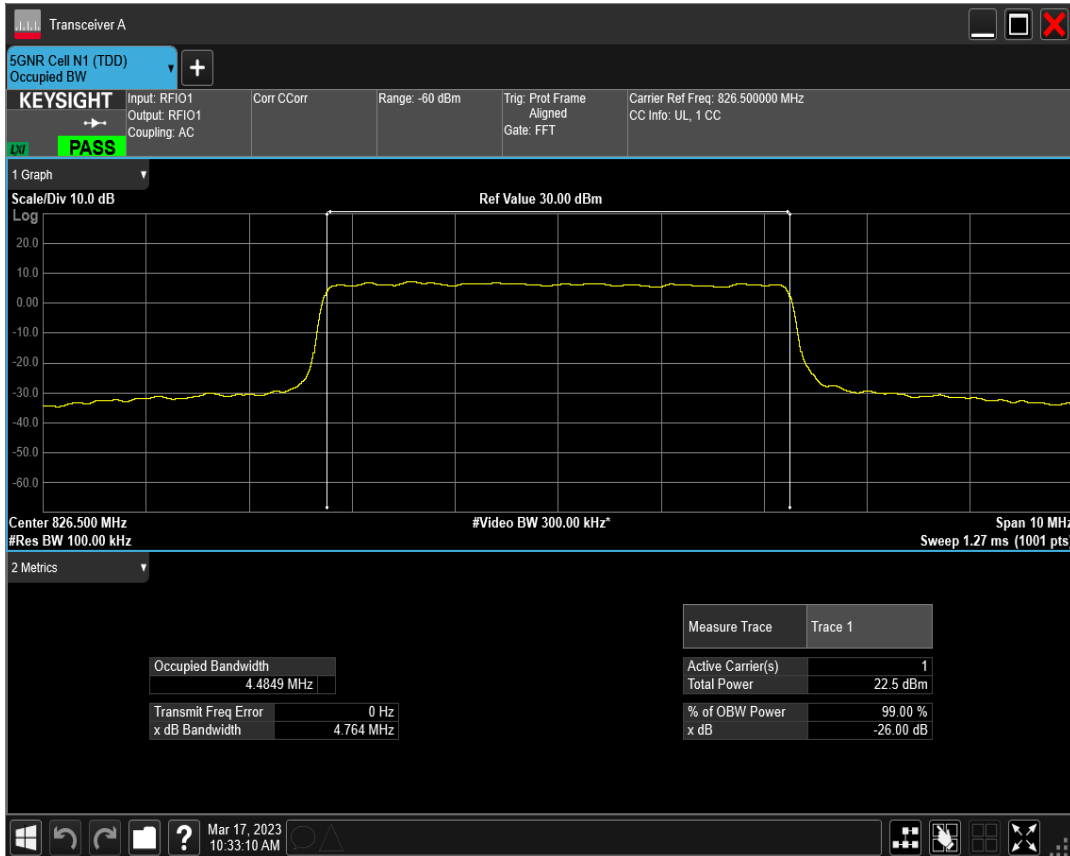 Transceiver A
5GNR Cell N1 (TDD)
Occupied BW
+
KEYSIGHT
LXI
PASS
Input: RFIO1
Output: RFIO1
Coupling: AC
Corr CCorr
Range: -60 dBm
Trig: Prot Frame
Aligned
Gate: FFT
Carrier Ref Freq: 826.500000 MHz
CC Info: UL, 1 CC
1 Graph
Scale/Div 10.0 dB
Ref Value 30.00 dBm
Log
20.0
10.0
0.00
-10.0
-20.0
-30.0
-40.0
-50.0
-60.0
Center 826.500 MHz
#Video BW 300.00 kHz*
Span 10 MHz
#Res BW 100.00 kHz
Sweep 1.27 ms (1001 pts)
2 Metrics
Measure Trace Trace 1
Occupied Bandwidth
4.4849 MHz
Active Carrier(s) 1
Total Power 22.5 dBm
Transmit Freq Error 0 Hz
x dB Bandwidth 4.764 MHz
% of OBW Power 99.00 %
x dB -26.00 dB
?
Mar 17, 2023
10:33:10 AM